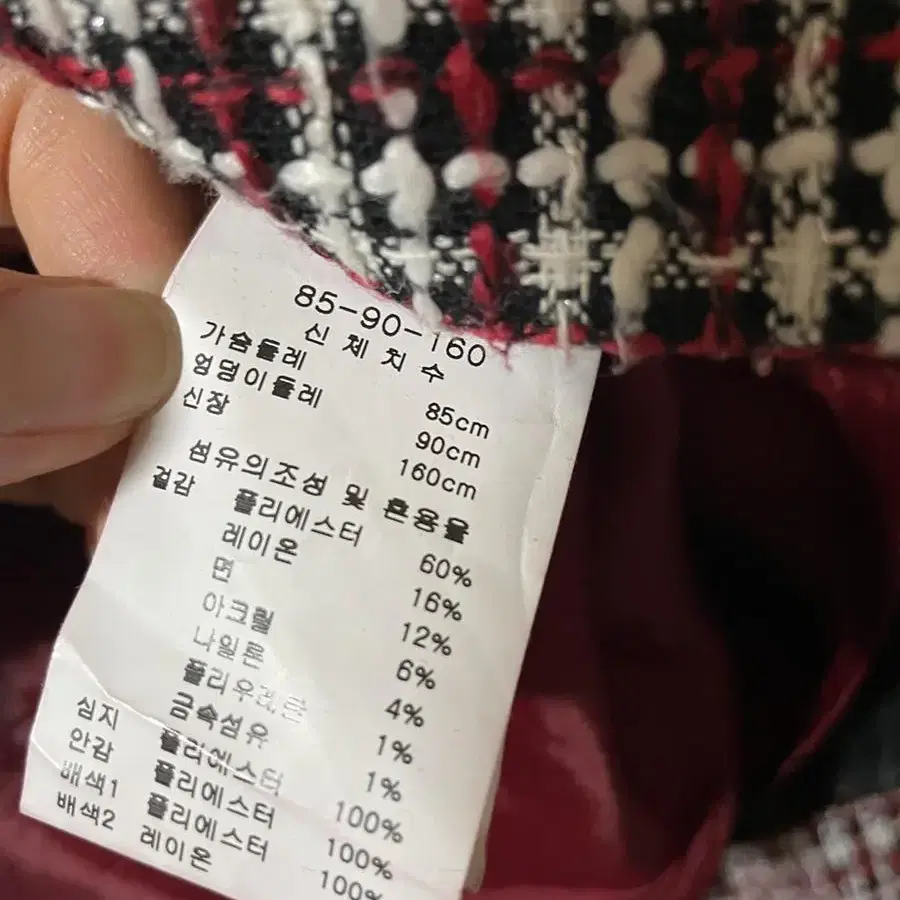 85-90-160
신 체 치 수
가슴둘레 85cm
엉덩이둘레 90cm
신장 160cm
섬유의조성 및 혼용율
겉감 폴리에스터 60%
레이온 16%
면 12%
아크릴 6%
나일론 4%
폴리우레탄 1%
금속섬유 1%
심지 폴리에스터 100%
안감 폴리에스터 100%
배색1 폴리에스터 100%
배색2 레이온